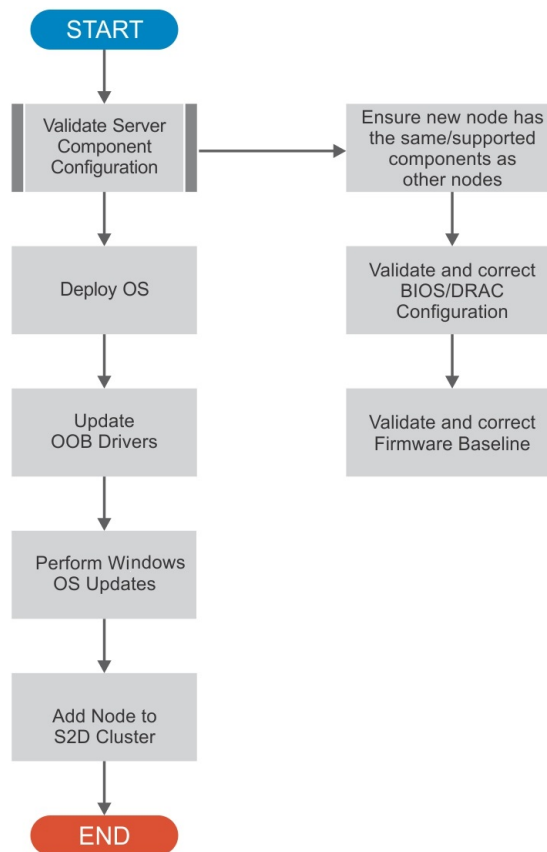 START
Validate Server
Component
Configuration
Ensure new node has
the same/supported
components as
other nodes
Deploy OS
Validate and correct
BIOS/DRAC
Configuration
Update
OOB Drivers
Validate and correct
Firmware Baseline
Perform Windows
OS Updates
Add Node to
S2D Cluster
END